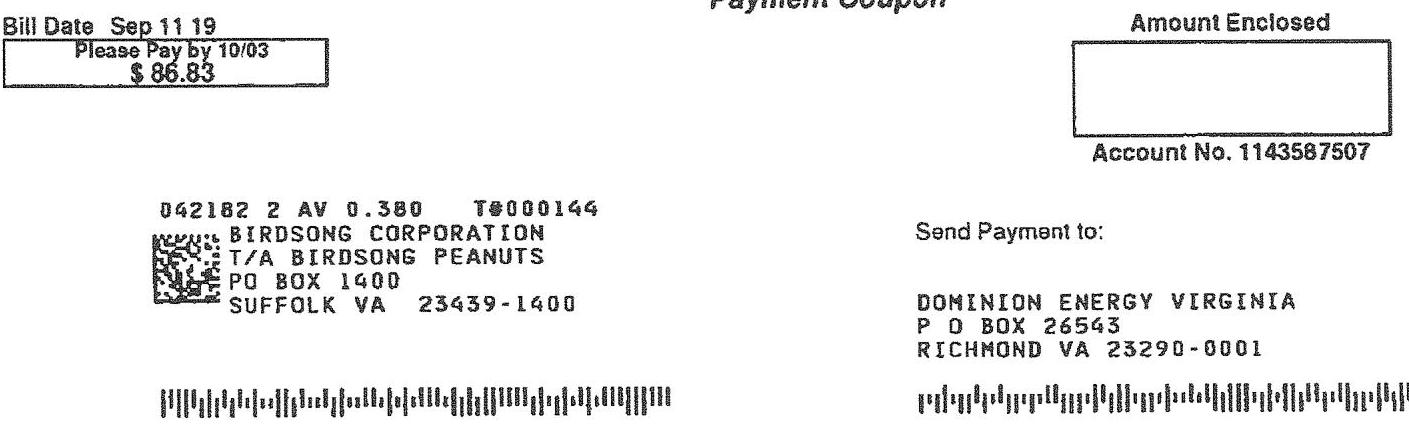 Payment Coupon
Bill Date Sep 11 19
Please Pay by 10/03
$ 86.83
Amount Enclosed
Account No. 1143587507
042182 2 AV 0.380 T#000144
BIRDSONG CORPORATION
T/A BIRDSONG PEANUTS
PO BOX 1400
SUFFOLK VA 23439-1400
Send Payment to:
DOMINION ENERGY VIRGINIA
P O BOX 26543
RICHMOND VA 23290-0001